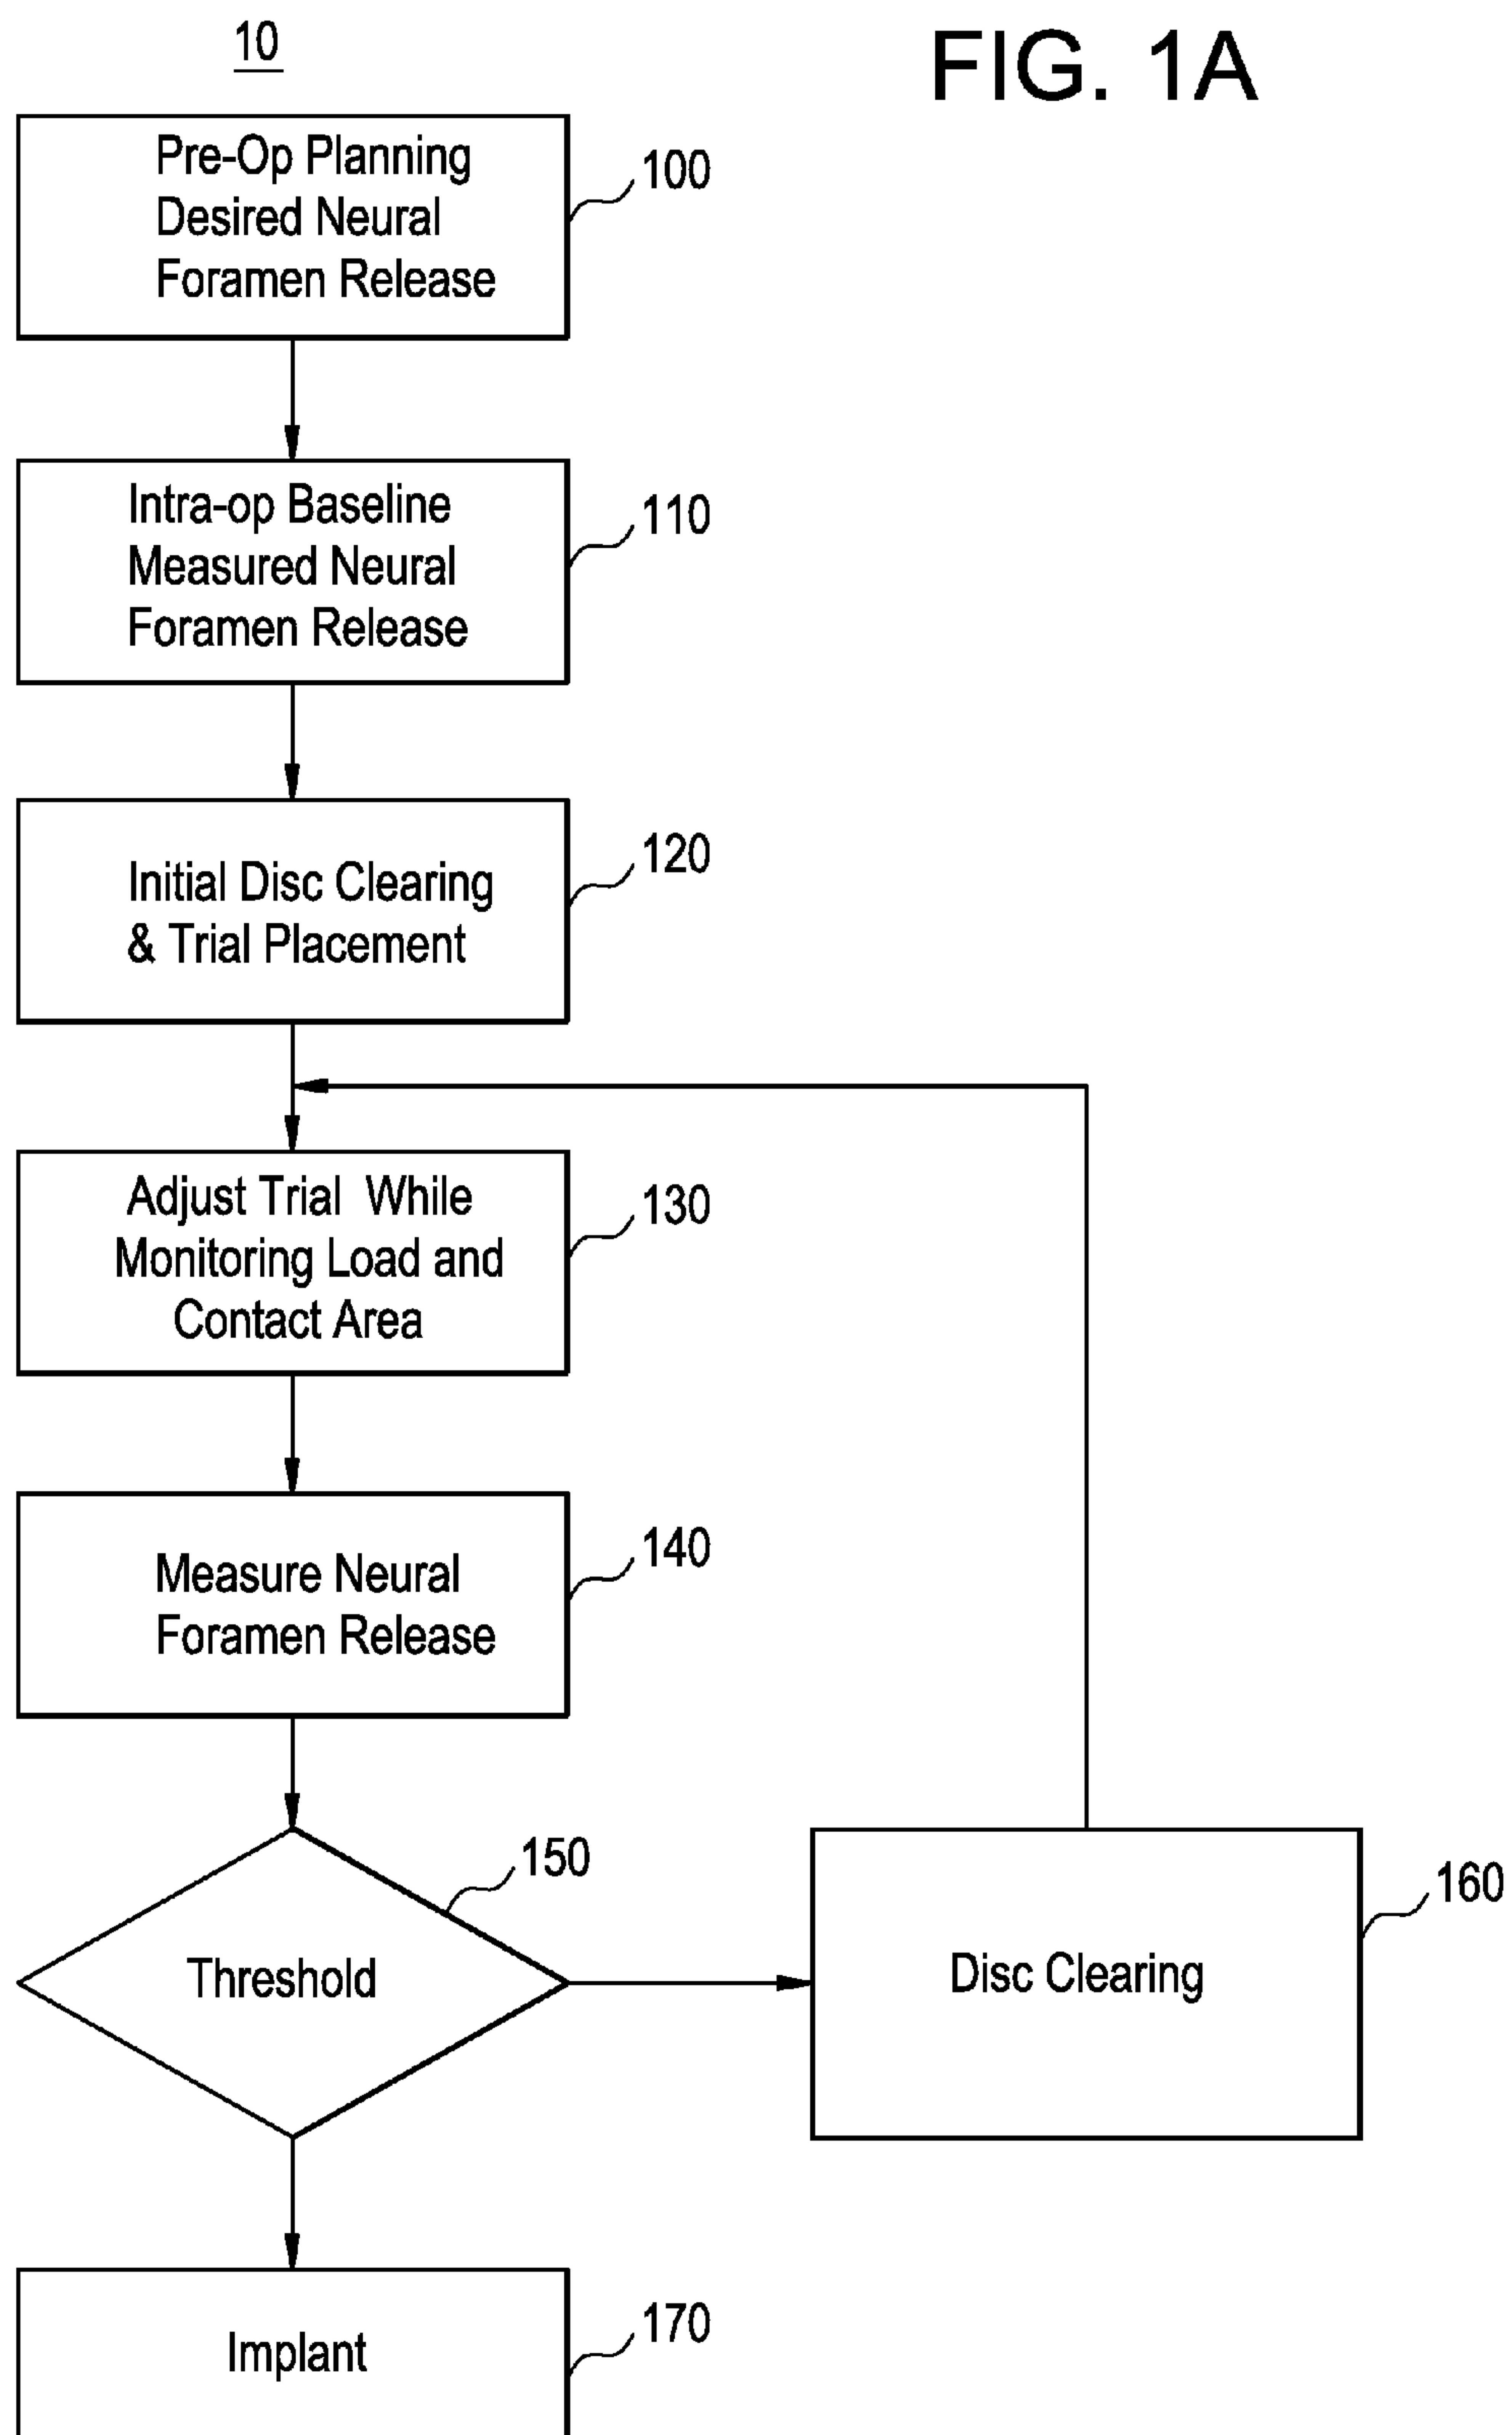 10
FIG. 1A
Pre-Op Planning
Desired Neural
Foramen Release
100
Intra-op Baseline
Measured Neural
Foramen Release
110
Initial Disc Clearing
& Trial Placement
120
Adjust Trial While
Monitoring Load and
Contact Area
130
Measure Neural
Foramen Release
140
Threshold
150
Disc Clearing
160
Implant
170